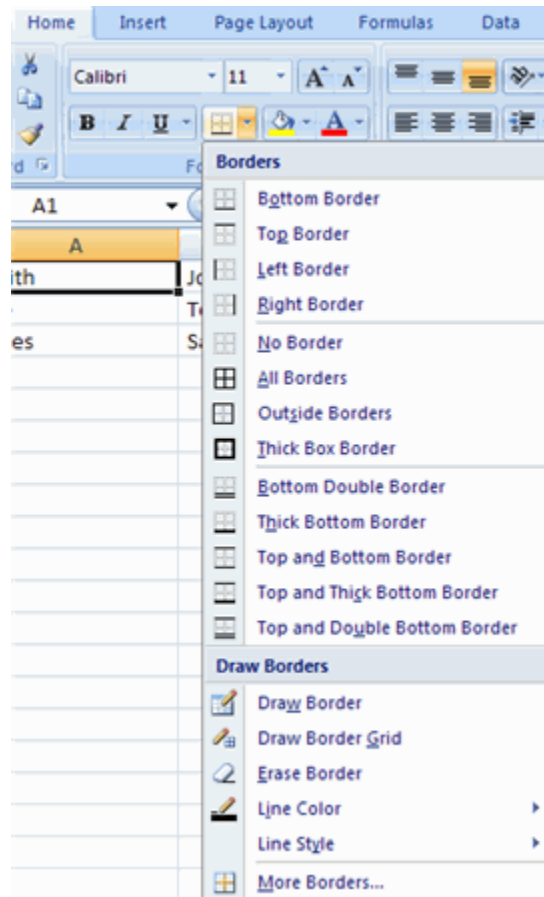 Home Insert Page Layout Formulas Data
Calibri 11 A A
B I U A
d
A1
A
ith
es
Borders
Bottom Border
Top Border
Left Border
Right Border
No Border
All Borders
Outside Borders
Thick Box Border
Bottom Double Border
Thick Bottom Border
Top and Bottom Border
Top and Thick Bottom Border
Top and Double Bottom Border
Draw Borders
Draw Border
Draw Border Grid
Erase Border
Line Color
Line Style
More Borders...